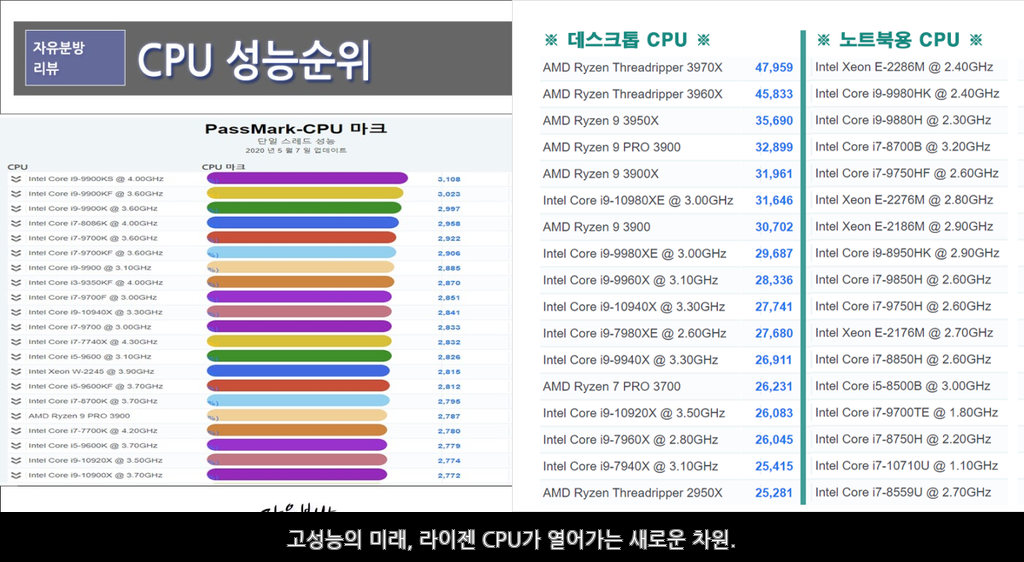 자유분방
리뷰
CPU 성능순위
PassMark-CPU 마크
단일 스레드 성능
2020 년 5 월 7 일 업데이트
CPU CPU 마크
Intel Core i9-9900KS @ 4.00GHz 3,108
Intel Core i9-9900KF @ 3.60GHz 3,023
Intel Core i9-9900K @ 3.60GHz 2,997
Intel Core i7-8086K @ 4.00GHz 2,958
Intel Core i7-9700K @ 3.60GHz 2,922
Intel Core i7-9700KF @ 3.60GHz 2,906
Intel Core i9-9900 @ 3.10GHz 2,885
Intel Core i3-9350KF @ 4.00GHz 2,870
Intel Core i7-9700F @ 3.00GHz 2,851
Intel Core i9-10940X @ 3.30GHz 2,841
Intel Core i7-9700 @ 3.00GHz 2,833
Intel Core i7-7740X @ 4.30GHz 2,832
Intel Core i5-9600 @ 3.10GHz 2,826
Intel Xeon W-2245 @ 3.90GHz 2,815
Intel Core i5-9600KF @ 3.70GHz 2,812
Intel Core i7-8700K @ 3.70GHz 2,795
AMD Ryzen 9 PRO 3900 2,787
Intel Core i7-7700K @ 4.20GHz 2,780
Intel Core i5-9600K @ 3.70GHz 2,779
Intel Core i9-10920X @ 3.50GHz 2,774
Intel Core i9-10900X @ 3.70GHz 2,772
※ 데스크톱 CPU ※
AMD Ryzen Threadripper 3970X 47,959
AMD Ryzen Threadripper 3960X 45,833
AMD Ryzen 9 3950X 35,690
AMD Ryzen 9 PRO 3900 32,899
AMD Ryzen 9 3900X 31,961
Intel Core i9-10980XE @ 3.00GHz 31,646
AMD Ryzen 9 3900 30,702
Intel Core i9-9980XE @ 3.00GHz 29,687
Intel Core i9-9960X @ 3.10GHz 28,336
Intel Core i9-10940X @ 3.30GHz 27,741
Intel Core i9-7980XE @ 2.60GHz 27,680
Intel Core i9-9940X @ 3.30GHz 26,911
AMD Ryzen 7 PRO 3700 26,231
Intel Core i9-10920X @ 3.50GHz 26,083
Intel Core i9-7960X @ 2.80GHz 26,045
Intel Core i9-7940X @ 3.10GHz 25,415
AMD Ryzen Threadripper 2950X 25,281
※ 노트북용 CPU ※
Intel Xeon E-2286M @ 2.40GHz
Intel Core i9-9980HK @ 2.40GHz
Intel Core i9-9880H @ 2.30GHz
Intel Core i7-8700B @ 3.20GHz
Intel Core i7-9750HF @ 2.60GHz
Intel Xeon E-2276M @ 2.80GHz
Intel Xeon E-2186M @ 2.90GHz
Intel Core i9-8950HK @ 2.90GHz
Intel Core i7-9850H @ 2.60GHz
Intel Core i7-9750H @ 2.60GHz
Intel Xeon E-2176M @ 2.70GHz
Intel Core i7-8850H @ 2.60GHz
Intel Core i5-8500B @ 3.00GHz
Intel Core i7-9700TE @ 1.80GHz
Intel Core i7-8750H @ 2.20GHz
Intel Core i7-10710U @ 1.10GHz
Intel Core i7-8559U @ 2.70GHz
고성능의 미래, 라이젠 CPU가 열어가는 새로운 차원.